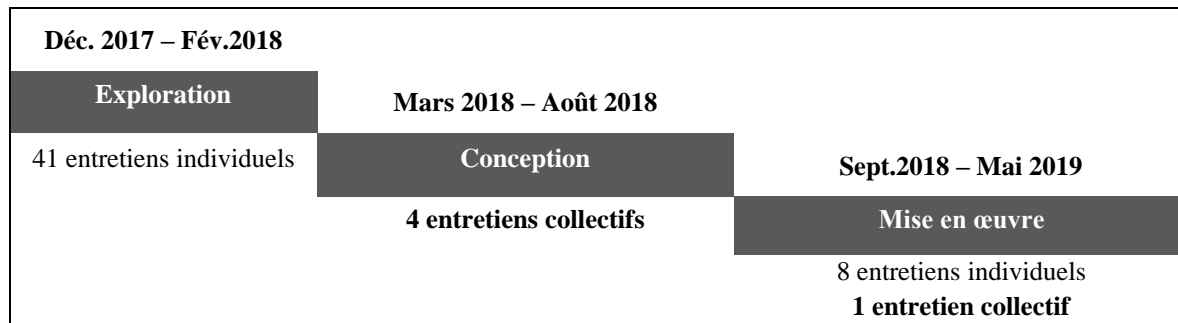 Déc. 2017 – Fév.2018
Exploration
41 entretiens individuels
Mars 2018 – Août 2018
Conception
4 entretiens collectifs
Sept.2018 – Mai 2019
Mise en œuvre
8 entretiens individuels
1 entretien collectif